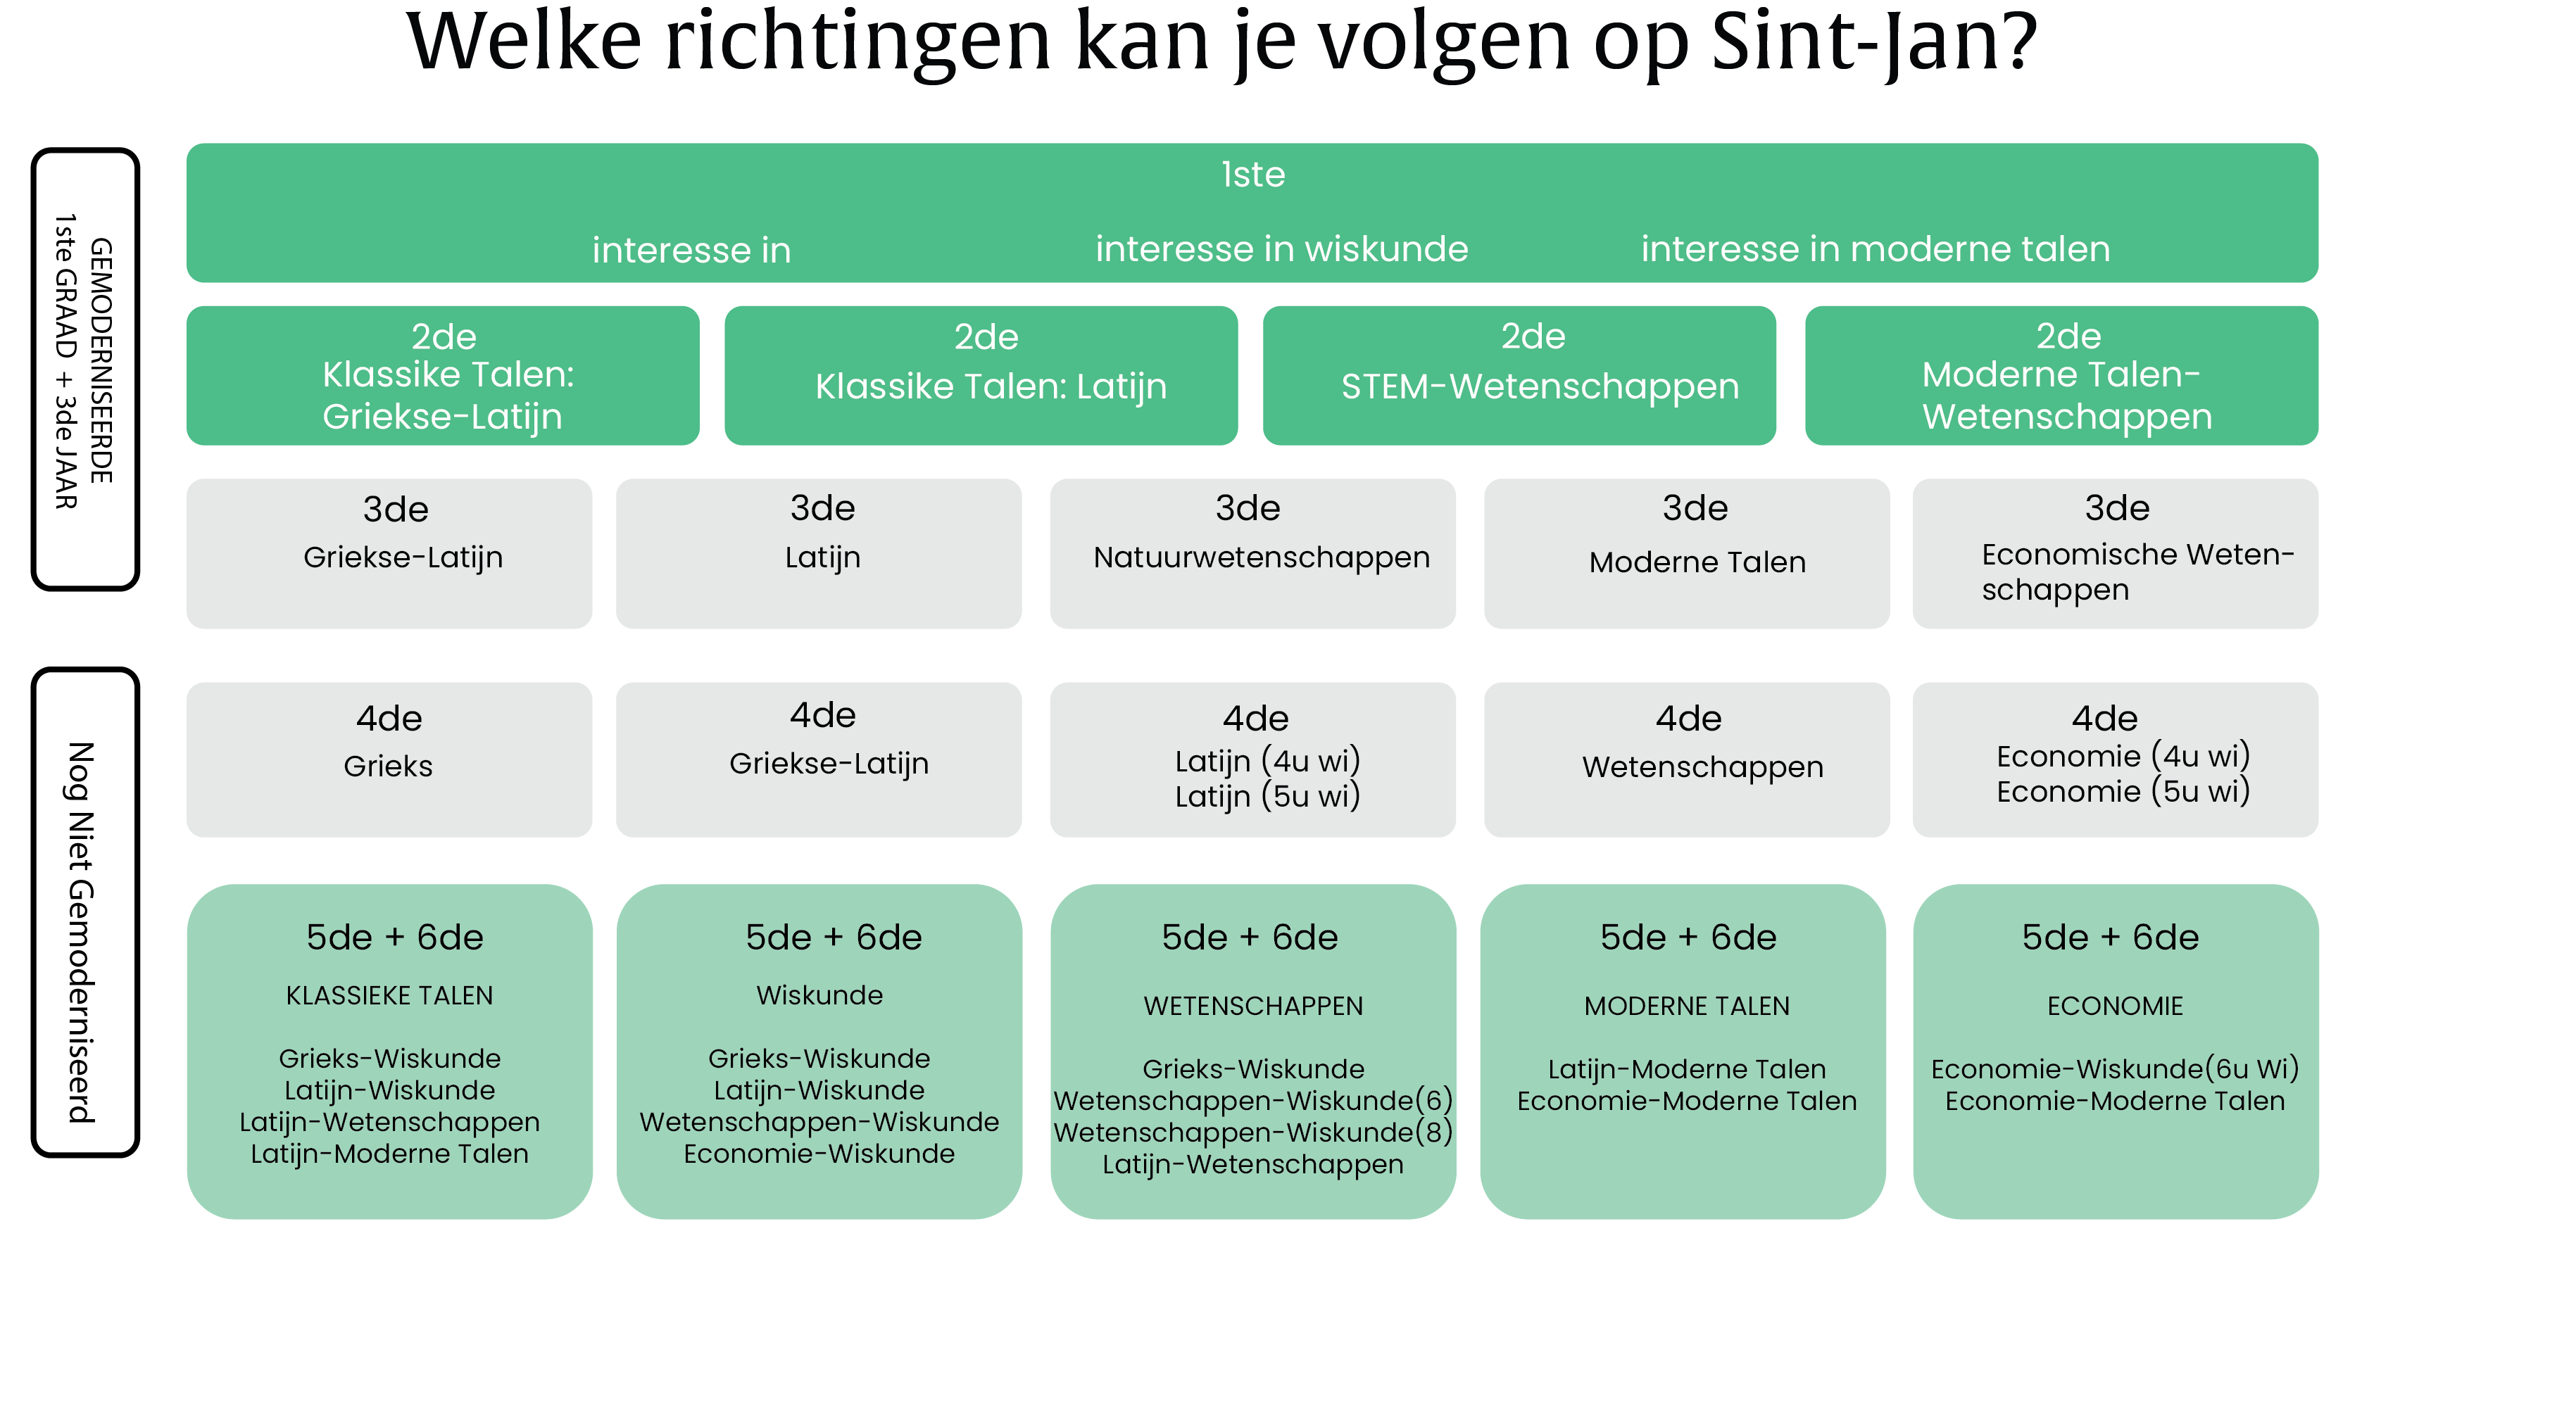 Welke richtingen kan je volgen op Sint-Jan?
GEMODERNISEERDE
1ste GRAAD + 3de JAAR
1ste
interesse in
interesse in wiskunde
interesse in moderne talen
2de
Klassike Talen:
Griekse-Latijn
2de
Klassike Talen: Latijn
2de
STEM-Wetenschappen
2de
Moderne Talen-
Wetenschappen
3de
Griekse-Latijn
3de
Latijn
3de
Natuurwetenschappen
3de
Moderne Talen
3de
Economische Weten-
schappen
Nog Niet Gemoderniseerd
4de
Grieks
4de
Griekse-Latijn
4de
Latijn (4u wi)
Latijn (5u wi)
4de
Wetenschappen
4de
Economie (4u wi)
Economie (5u wi)
5de + 6de
KLASSIEKE TALEN
Grieks-Wiskunde
Latijn-Wiskunde
Latijn-Wetenschappen
Latijn-Moderne Talen
5de + 6de
Wiskunde
Grieks-Wiskunde
Latijn-Wiskunde
Wetenschappen-Wiskunde
Economie-Wiskunde
5de + 6de
WETENSCHAPPEN
Grieks-Wiskunde
Wetenschappen-Wiskunde(6)
Wetenschappen-Wiskunde(8)
Latijn-Wetenschappen
5de + 6de
MODERNE TALEN
Latijn-Moderne Talen
Economie-Moderne Talen
5de + 6de
ECONOMIE
Economie-Wiskunde(6u Wi)
Economie-Moderne Talen